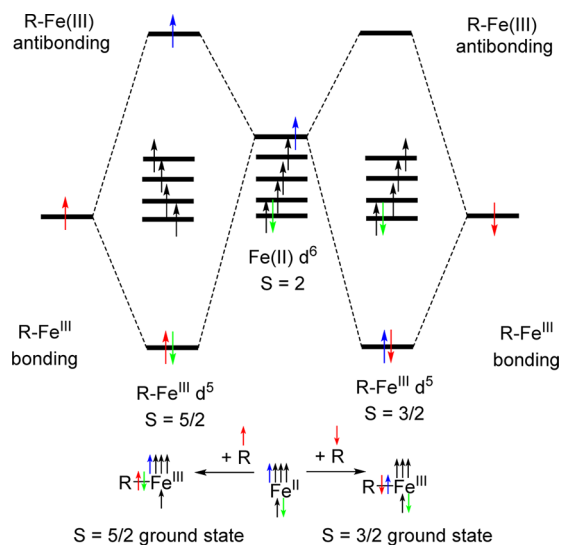 R-Fe(III)
antibonding
R-Fe(III)
antibonding
Fe(II) d⁶
S = 2
R-Feᴵᴵᴵ
bonding
R-Feᴵᴵᴵ
bonding
R-Feᴵᴵᴵ d⁵
S = 5/2
R-Feᴵᴵᴵ d⁵
S = 3/2
+ R
+ R
R Feᴵᴵᴵ
Feᴵᴵ
R Feᴵᴵᴵ
S = 5/2 ground state
S = 3/2 ground state